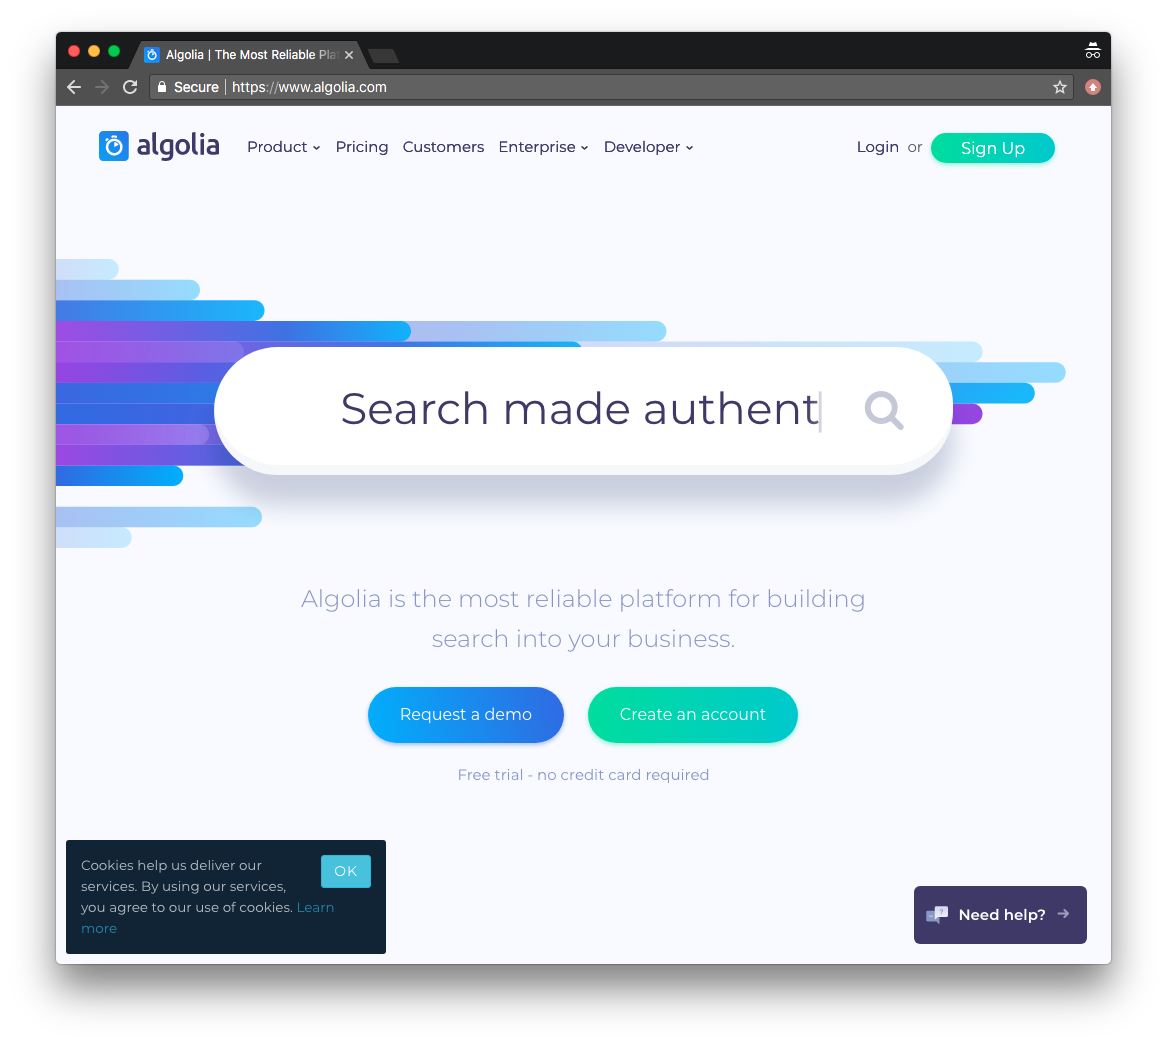 Algolia | The Most Reliable Pla
Secure https://www.algolia.com
algolia Product Pricing Customers Enterprise Developer Login or Sign Up
Search made authent
Algolia is the most reliable platform for building
search into your business.
Request a demo Create an account
Free trial - no credit card required
Cookies help us deliver our
services. By using our services,
you agree to our use of cookies. Learn
more
OK
Need help?